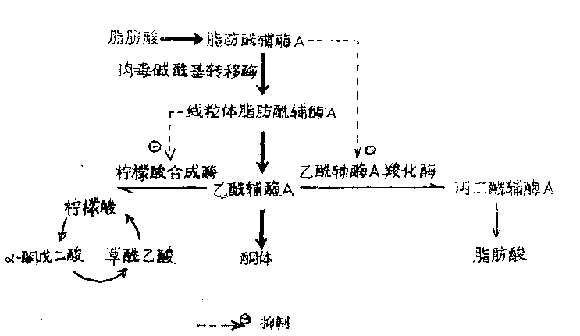 脂肪酸 脂肪酰辅酶A
肉毒碱酰基转移酶
线粒体脂肪酰辅酶A
柠檬酸合成酶 乙酰辅酶A 乙酰辅酶A羧化酶 丙二酰辅酶A
柠檬酸
α-酮戊二酸 草酰乙酸 酮体 脂肪酸
抑制